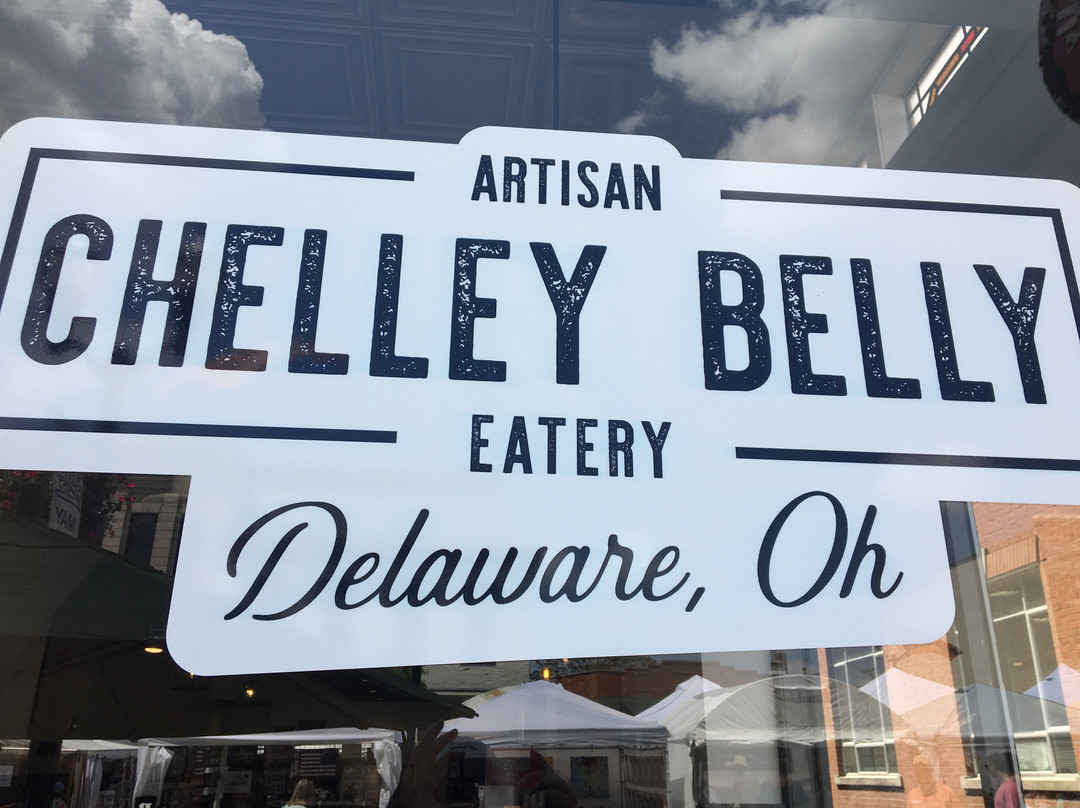 ARTISAN
CHELLEY BELLY
EATERY
Delaware, Oh